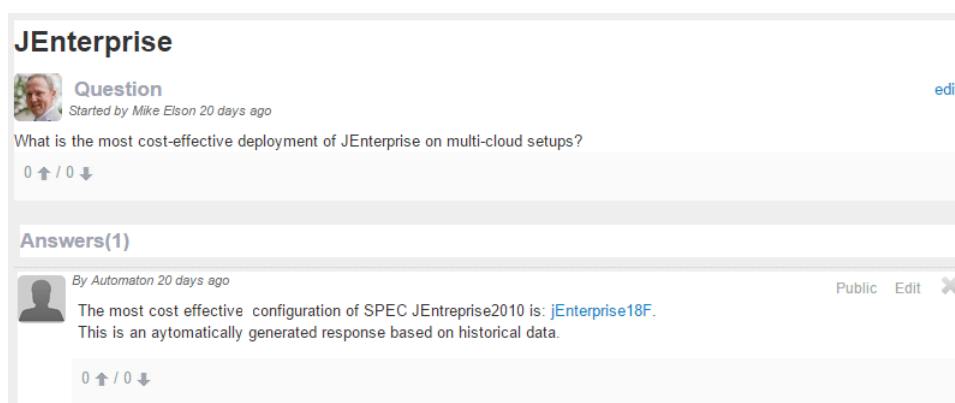 JEnterprise
Question
edi
Started by Mike Elson 20 days ago
What is the most cost-effective deployment of JEnterprise on multi-cloud setups?
0 / 0
Answers(1)
By Automaton 20 days ago
Public Edit
The most cost effective configuration of SPEC JEntreprise2010 is: jEnterprise18F.
This is an aytomatically generated response based on historical data.
0 / 0